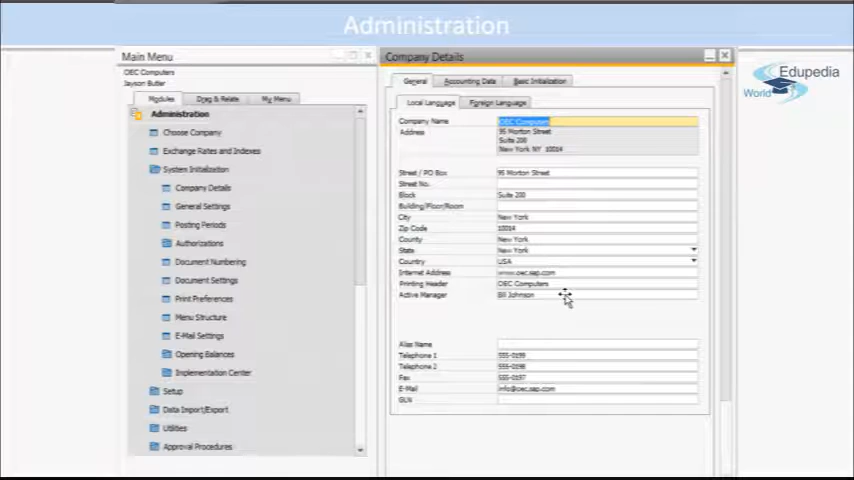 Administration
Main Menu
OEC Computers
Jayson Butler
Modules
Drag & Relate
My Menu
Administration
Choose Company
Exchange Rates and Indexes
System Initialization
Company Details
General Settings
Posting Periods
Authorizations
Document Numbering
Document Settings
Print Preferences
Menu Structure
E-Mail Settings
Opening Balances
Implementation Center
Setup
Data Import/Export
Utilities
Approval Procedures
Company Details
General
Accounting Data
Basic Initialization
Local Language
Foreign Language
Company Name OEC Computers
Address 95 Morton Street
Suite 200
New York NY 10014
Street / PO Box 95 Morton Street
Street No.
Block Suite 200
Building/Floor/Room
City New York
Zip Code 10014
County New York
State New York
Country USA
Internet Address www.oec.sap.com
Printing Header OEC Computers
Active Manager Bill Johnson
Alias Name
Telephone 1 555-0199
Telephone 2 555-0198
Fax 555-0197
E-Mail info@oec.sap.com
GLN
Edupedia
World